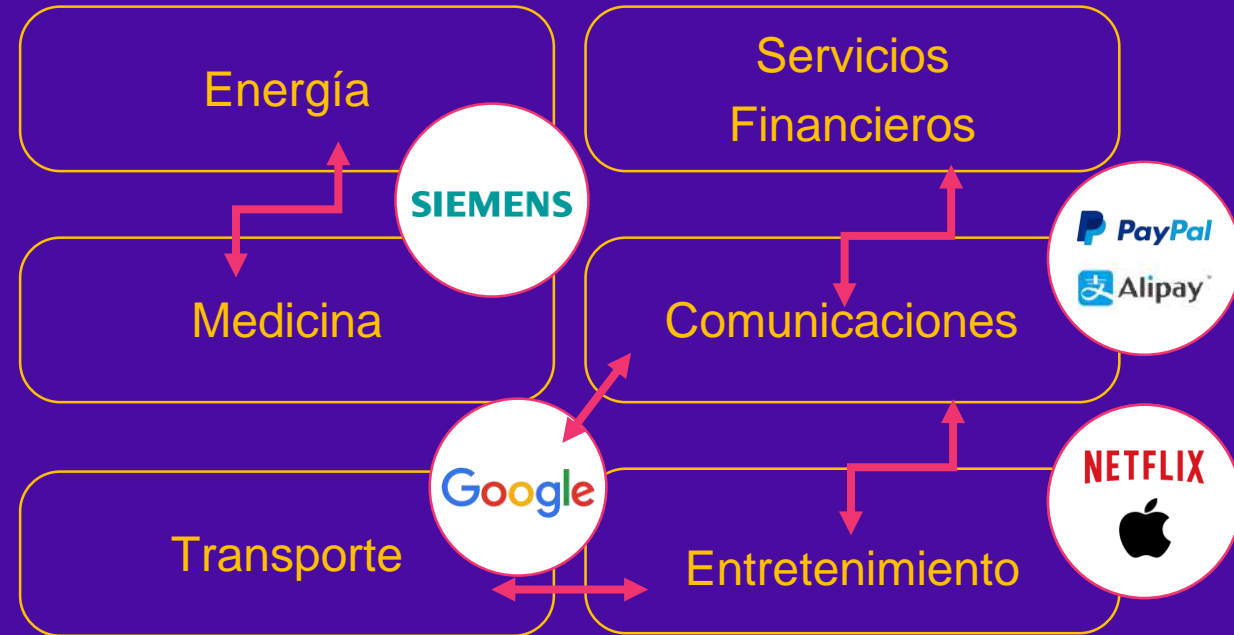 Energía
Servicios
Financieros
SIEMENS
PayPal
Alipay
Medicina
Comunicaciones
Google
NETFLIX
Transporte
Entretenimiento